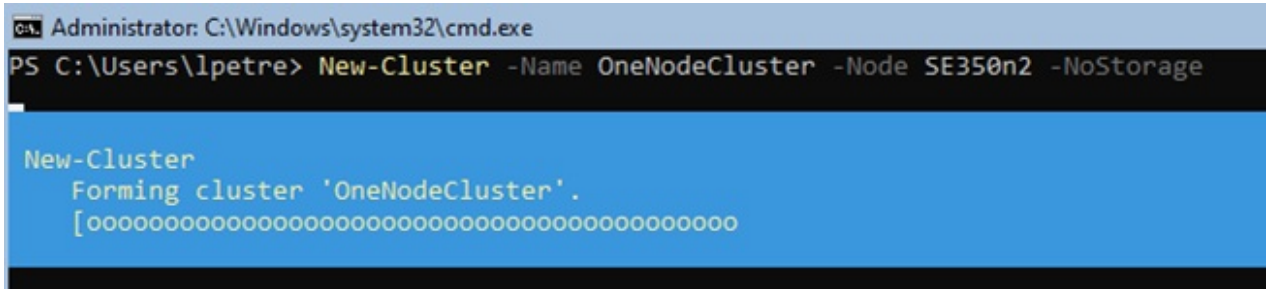 Administrator: C:\Windows\system32\cmd.exe
PS C:\Users\lpetre> New-Cluster -Name OneNodeCluster -Node SE350n2 -NoStorage
New-Cluster
Forming cluster 'OneNodeCluster'.
[oooooooooooooooooooooooooooooooooooooooooo